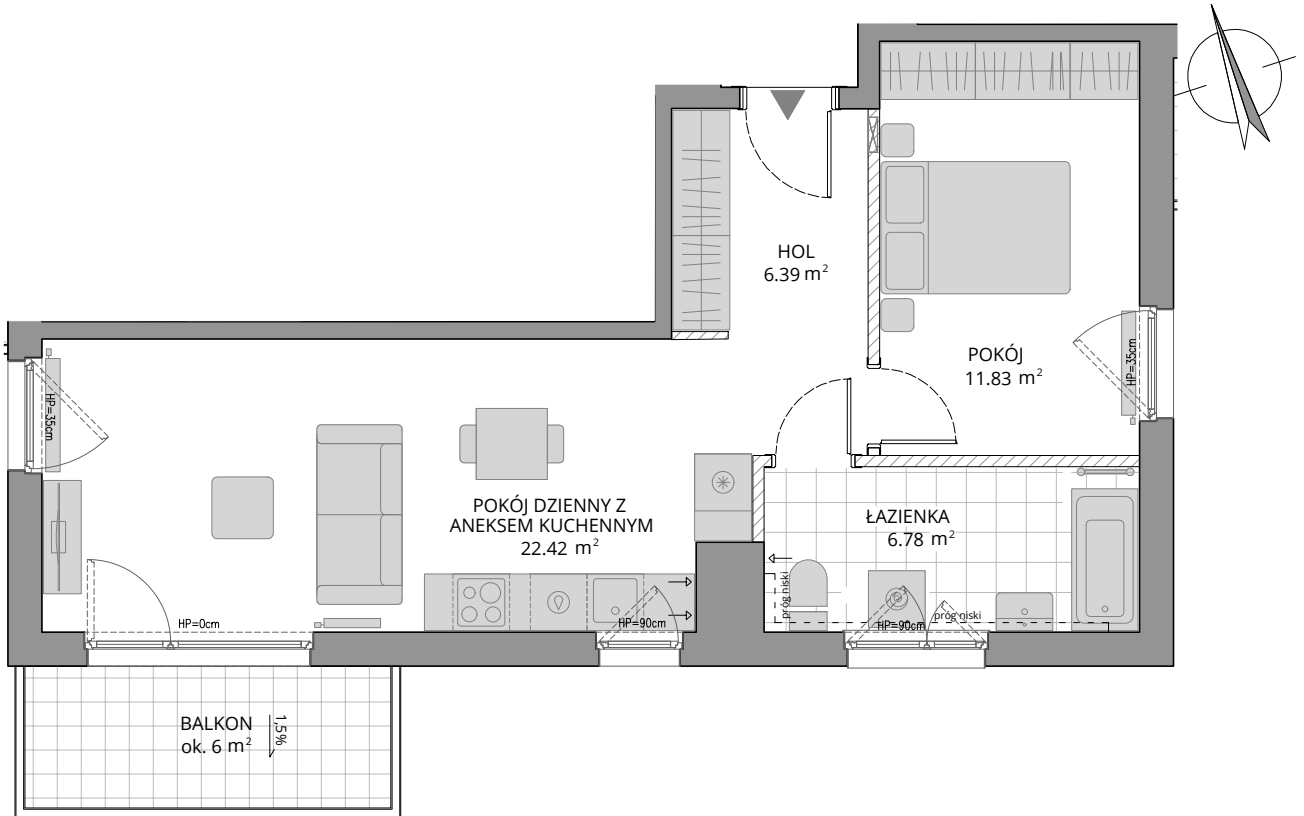 HOL
6.39 m²
POKÓJ
11.83 m²
HP=35cm
HP=35cm
POKÓJ DZIENNY Z
ANEKSEM KUCHENNYM
22.42 m²
ŁAZIENKA
6.78 m²
próg niski
próg niski
HP=0cm
HP=90cm
HP=90cm
BALKON
ok. 6 m²
1,5%